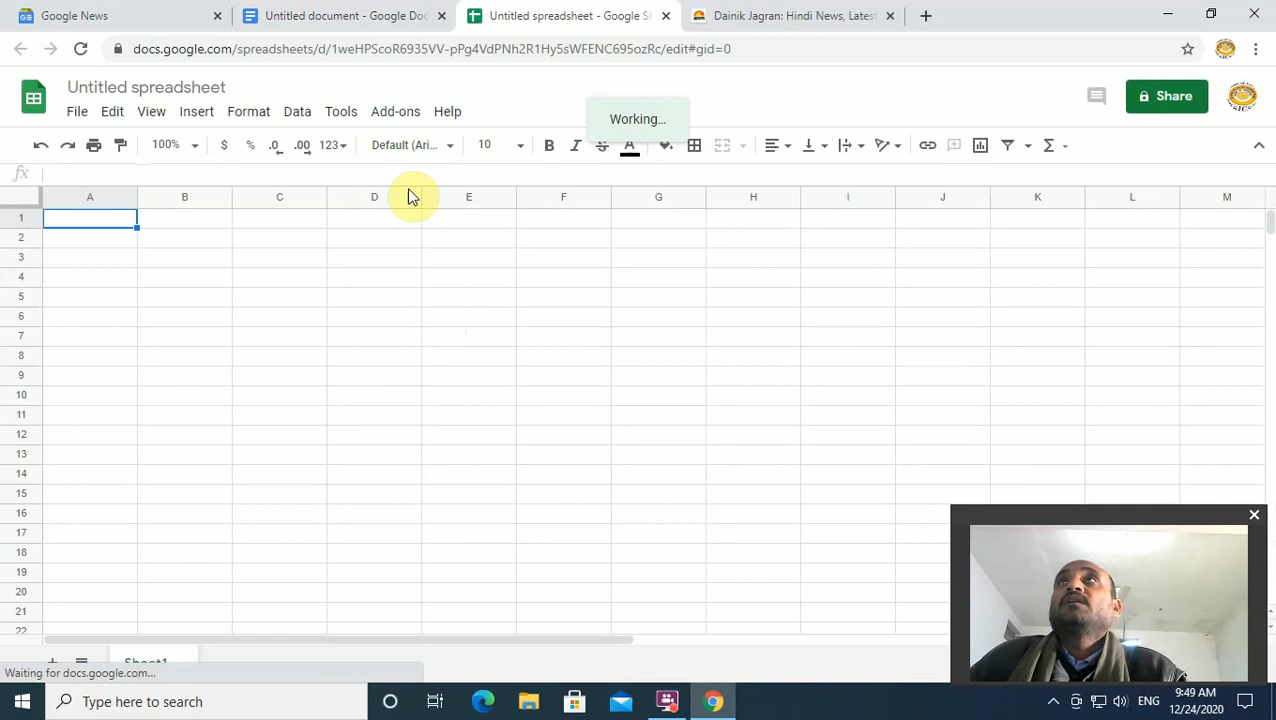 Google News
Untitled document - Google Doc
Untitled spreadsheet - Google Sh
Dainik Jagran: Hindi News, Latest
docs.google.com/spreadsheets/d/1weHPScoR6935VV-pPg4VdPNh2R1Hy5sWFENC695ozRc/edit#gid=0
Untitled spreadsheet
File Edit View Insert Format Data Tools Add-ons Help
Working...
Share
100% $ % .0 .00 123 Default (Ari... 10 B I S A Σ
fx
A B C D E F G H I J K L M
1
2
3
4
5
6
7
8
9
10
11
12
13
14
15
16
17
18
19
20
21
22
Sheet1
Waiting for docs.google.com...
Type here to search
ENG
9:49 AM
12/24/2020